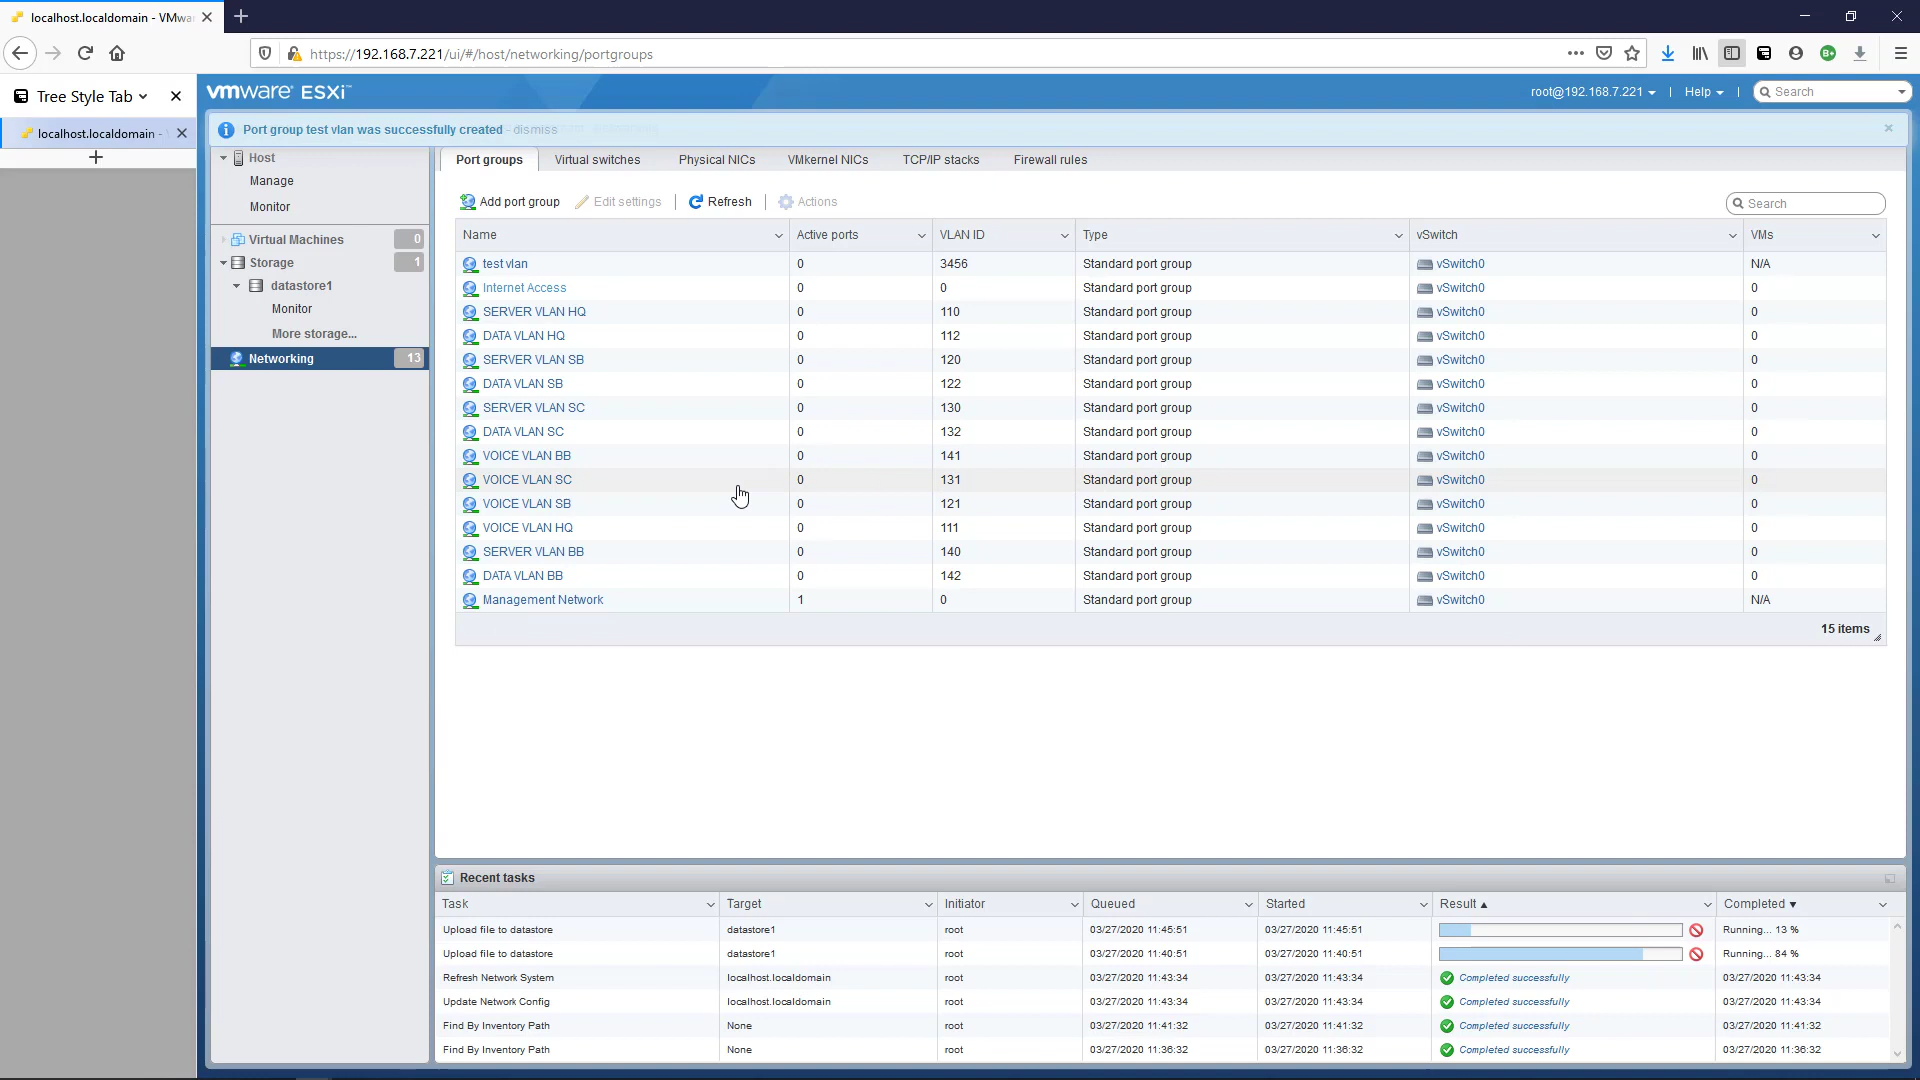 localhost.localdomain - VMwa
https://192.168.7.221/ui/#/host/networking/portgroups
Tree Style Tab
localhost.localdomain -
vmware ESXi™
root@192.168.7.221 | Help | Search
Port group test vlan was successfully created - dismiss
Host
Manage
Monitor
Virtual Machines 0
Storage 1
datastore1
Monitor
More storage...
Networking 13
Port groups Virtual switches Physical NICs VMkernel NICs TCP/IP stacks Firewall rules
Add port group Edit settings | Refresh | Actions Search
Name Active ports VLAN ID Type vSwitch VMs
test vlan 0 3456 Standard port group vSwitch0 N/A
Internet Access 0 0 Standard port group vSwitch0 0
SERVER VLAN HQ 0 110 Standard port group vSwitch0 0
DATA VLAN HQ 0 112 Standard port group vSwitch0 0
SERVER VLAN SB 0 120 Standard port group vSwitch0 0
DATA VLAN SB 0 122 Standard port group vSwitch0 0
SERVER VLAN SC 0 130 Standard port group vSwitch0 0
DATA VLAN SC 0 132 Standard port group vSwitch0 0
VOICE VLAN BB 0 141 Standard port group vSwitch0 0
VOICE VLAN SC 0 131 Standard port group vSwitch0 0
VOICE VLAN SB 0 121 Standard port group vSwitch0 0
VOICE VLAN HQ 0 111 Standard port group vSwitch0 0
SERVER VLAN BB 0 140 Standard port group vSwitch0 0
DATA VLAN BB 0 142 Standard port group vSwitch0 0
Management Network 1 0 Standard port group vSwitch0 N/A
15 items
Recent tasks
Task Target Initiator Queued Started Result Completed
Upload file to datastore datastore1 root 03/27/2020 11:45:51 03/27/2020 11:45:51 Running... 13 %
Upload file to datastore datastore1 root 03/27/2020 11:40:51 03/27/2020 11:40:51 Running... 84 %
Refresh Network System localhost.localdomain root 03/27/2020 11:43:34 03/27/2020 11:43:34 Completed successfully 03/27/2020 11:43:34
Update Network Config localhost.localdomain root 03/27/2020 11:43:34 03/27/2020 11:43:34 Completed successfully 03/27/2020 11:43:34
Find By Inventory Path None root 03/27/2020 11:41:32 03/27/2020 11:41:32 Completed successfully 03/27/2020 11:41:32
Find By Inventory Path None root 03/27/2020 11:36:32 03/27/2020 11:36:32 Completed successfully 03/27/2020 11:36:32